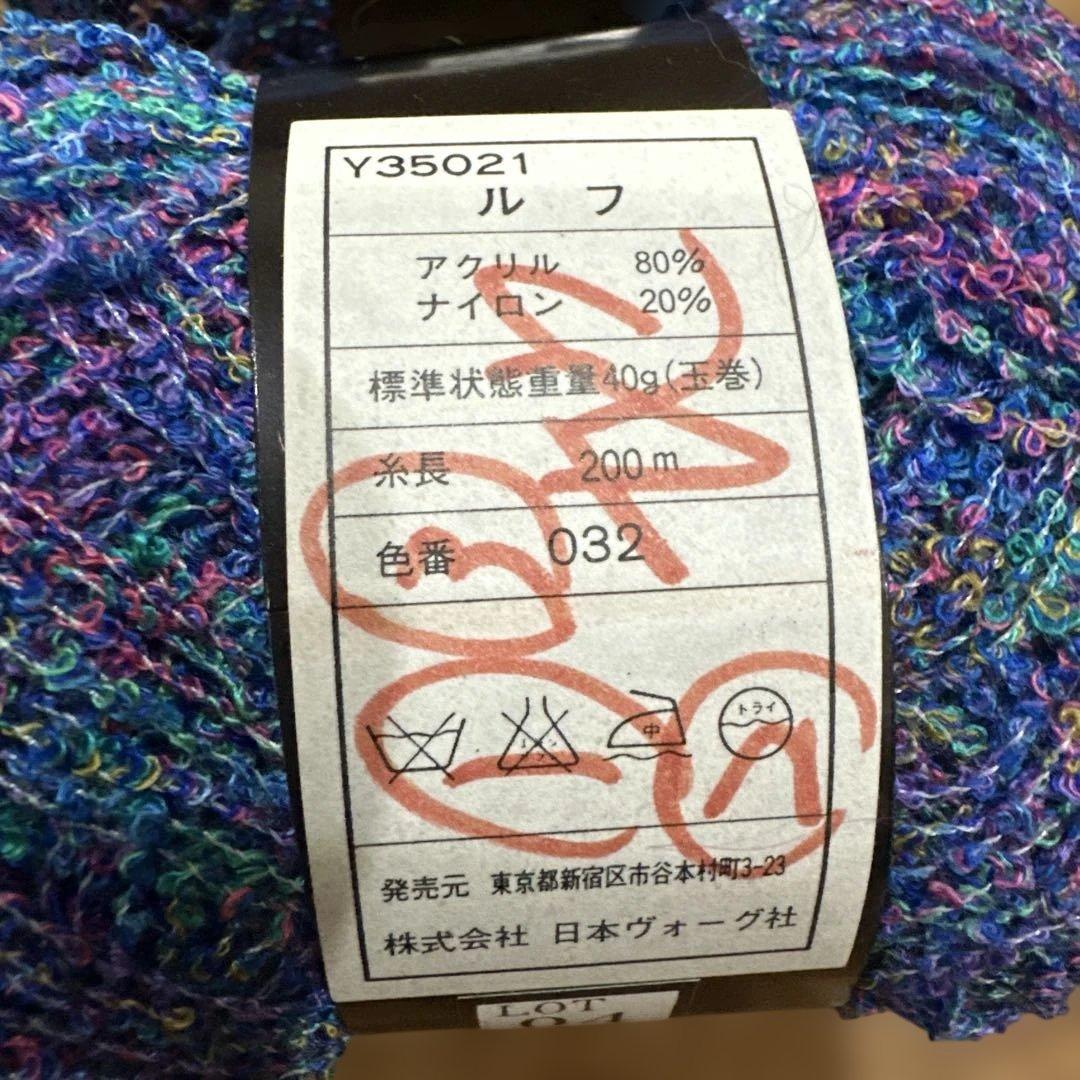 Y35021
ルフ
アクリル 80%
ナイロン 20%
標準状態重量40g(玉巻)
糸長 200m
色番 032
中
ドライ
発売元 東京都新宿区市谷本村町3-23
株式会社 日本ヴォーグ社
LOT